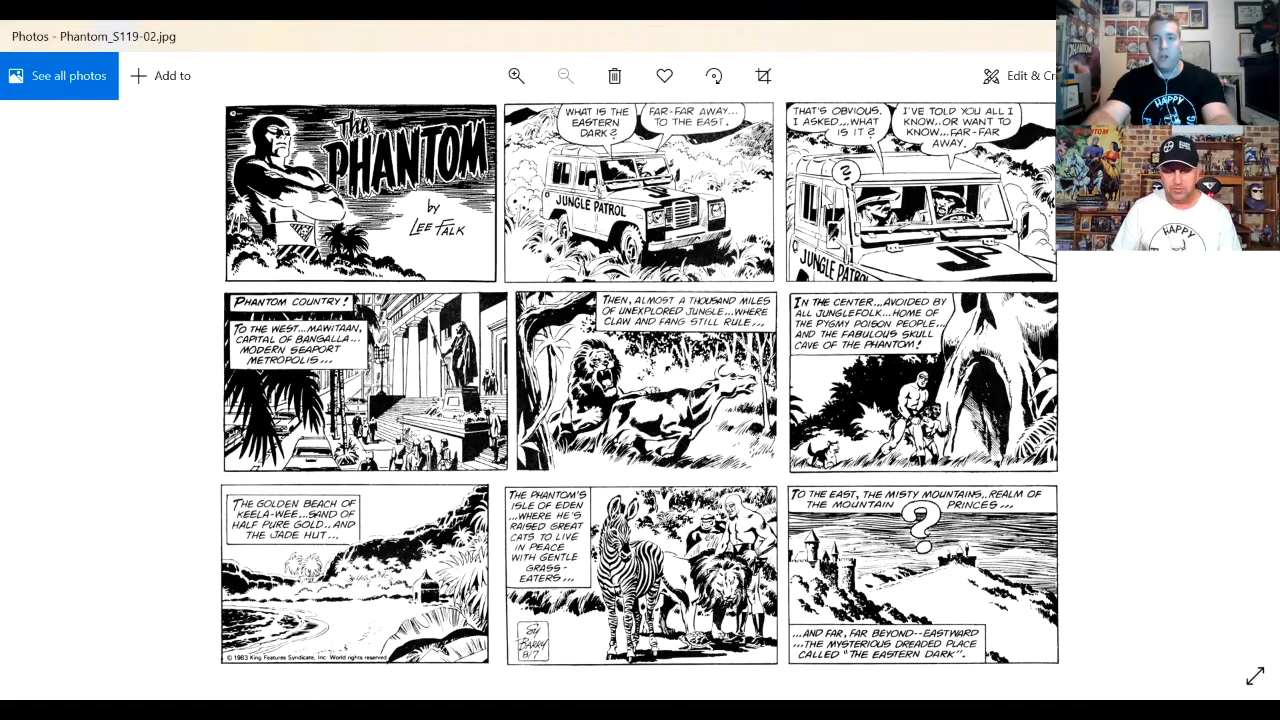 Photos - Phantom_S119-02.jpg
See all photos
Add to
Edit & Cr
The
PHANTOM
by
LEE FALK
WHAT IS THE
EASTERN
DARK?
FAR-FAR AWAY...
TO THE EAST.
JUNGLE PATROL
THAT'S OBVIOUS.
I ASKED...WHAT
IS IT?
I'VE TOLD YOU ALL I
KNOW...OR WANT TO
KNOW...FAR-FAR
AWAY.
?
JUNGLE PATROL
JP
PHANTOM COUNTRY!
TO THE WEST...MAWITAAN,
CAPITAL OF BANGALLA...
MODERN SEAPORT
METROPOLIS...
THEN, ALMOST A THOUSAND MILES
OF UNEXPLORED JUNGLE...WHERE
CLAW AND FANG STILL RULE...
IN THE CENTER...AVOIDED BY
ALL JUNGLEFOLK...HOME OF
THE PYGMY POISON PEOPLE...
AND THE FABULOUS SKULL
CAVE OF THE PHANTOM!
THE GOLDEN BEACH OF
KEELA-WEE...SAND OF
HALF PURE GOLD...AND
THE JADE HUT...
© 1983 King Features Syndicate, Inc. World rights reserved.
THE PHANTOM'S
ISLE OF EDEN
...WHERE HE'S
RAISED GREAT
CATS TO LIVE
IN PEACE
WITH GENTLE
GRASS-
EATERS...
SY
BARRY
8/7
TO THE EAST, THE MISTY MOUNTAINS...REALM OF
THE MOUNTAIN PRINCES...
?
...AND FAR, FAR BEYOND--EASTWARD
...THE MYSTERIOUS DREADED PLACE
CALLED "THE EASTERN DARK".
HAPPY
PHANTOM
HAPPY